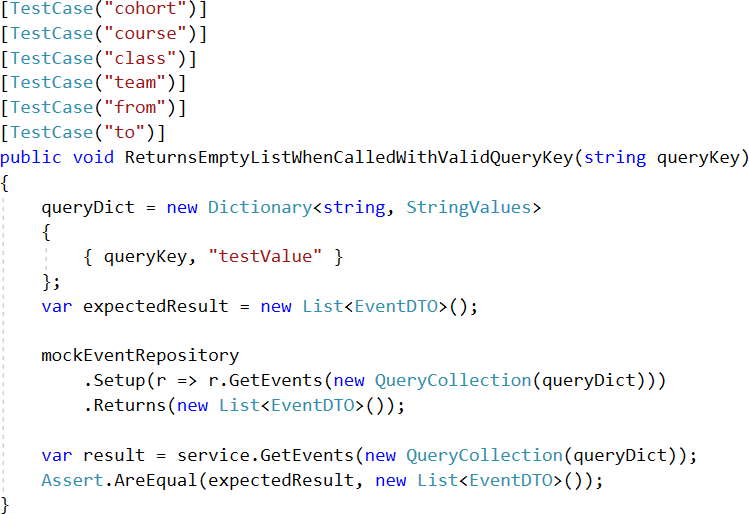 [TestCase("cohort")]
[TestCase("course")]
[TestCase("class")]
[TestCase("team")]
[TestCase("from")]
[TestCase("to")]
public void ReturnsEmptyListWhenCalledWithValidQueryKey(string queryKey)
{
    queryDict = new Dictionary<string, StringValues>
    {
        { queryKey, "testValue" }
    };
    var expectedResult = new List<EventDTO>();

    mockEventRepository
        .Setup(r => r.GetEvents(new QueryCollection(queryDict)))
        .Returns(new List<EventDTO>());

    var result = service.GetEvents(new QueryCollection(queryDict));
    Assert.AreEqual(expectedResult, new List<EventDTO>());
}